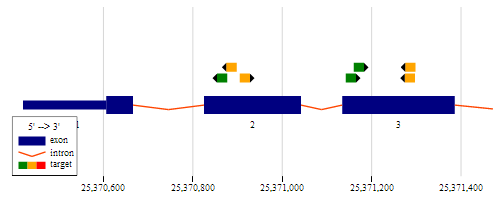 1 2 3
5' --> 3'
exon
intron
target
25,370,600 25,370,800 25,371,000 25,371,200 25,371,400